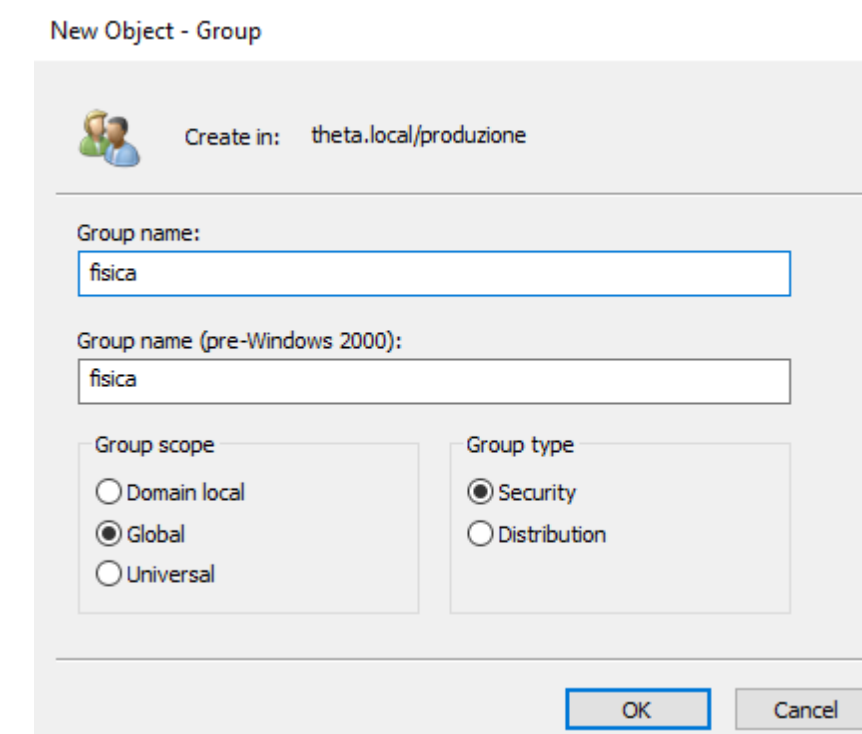 New Object - Group
Create in: theta.local/produzione
Group name:
fisica
Group name (pre-Windows 2000):
fisica
Group scope
Domain local
Global
Universal
Group type
Security
Distribution
OK
Cancel